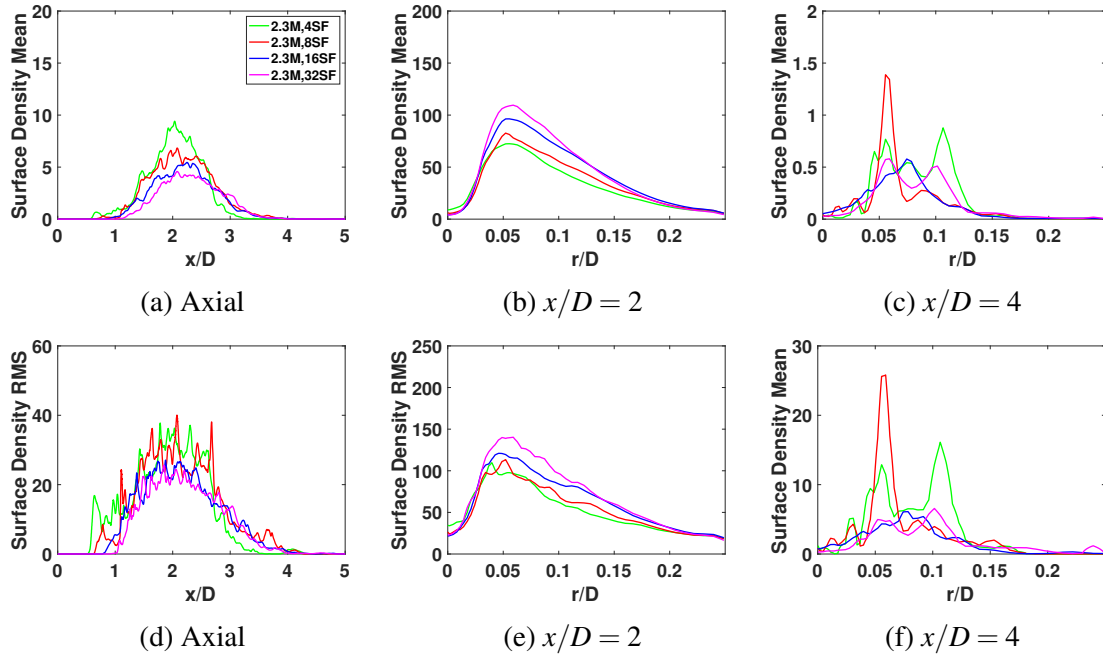 20
15
10
5
0
Surface Density Mean
2.3M,4SF
2.3M,8SF
2.3M,16SF
2.3M,32SF
0 1 2 3 4 5
x/D
(a) Axial
200
150
100
50
0
Surface Density Mean
0 0.05 0.1 0.15 0.2
r/D
(b) x/D = 2
2
1.5
1
0.5
0
Surface Density Mean
0 0.05 0.1 0.15 0.2
r/D
(c) x/D = 4
60
40
20
0
Surface Density RMS
0 1 2 3 4 5
x/D
(d) Axial
250
200
150
100
50
0
Surface Density RMS
0 0.05 0.1 0.15 0.2
r/D
(e) x/D = 2
30
20
10
0
Surface Density Mean
0 0.05 0.1 0.15 0.2
r/D
(f) x/D = 4